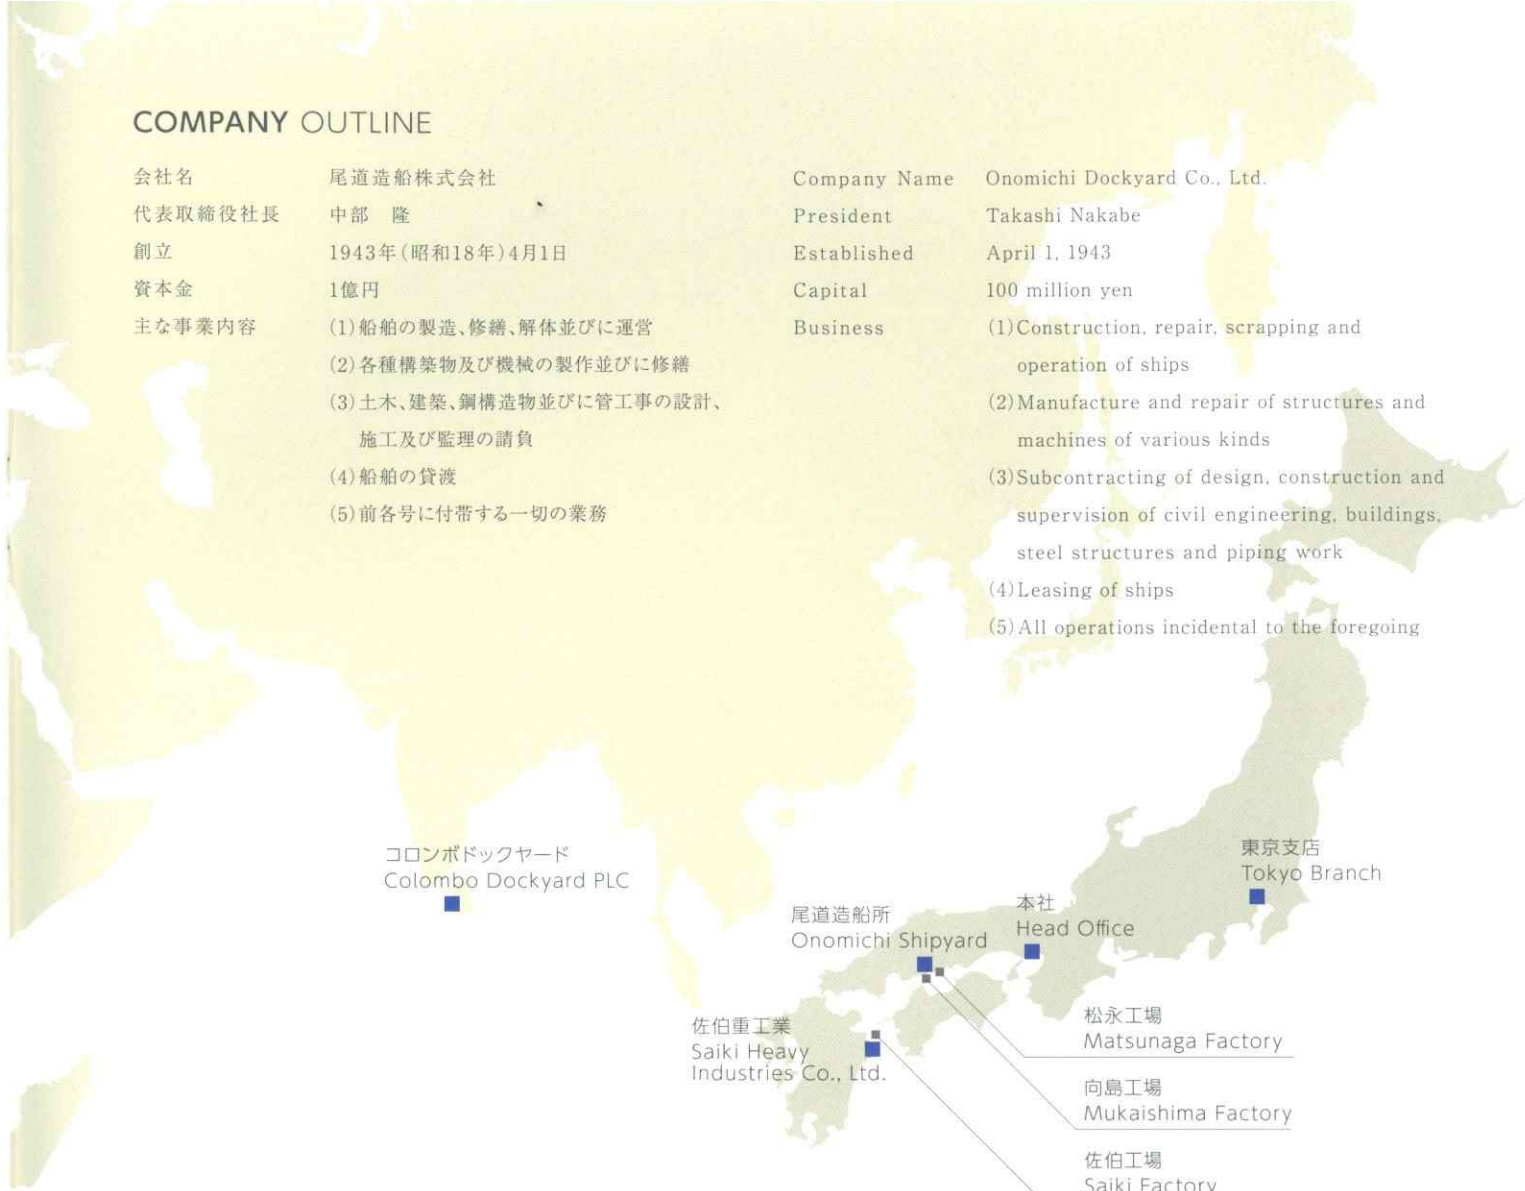 COMPANY OUTLINE
会社名 尾道造船株式会社
代表取締役社長 中部 隆
創立 1943年(昭和18年)4月1日
資本金 1億円
主な事業内容 (1)船舶の製造、修繕、解体並びに運営
(2)各種構築物及び機械の製作並びに修繕
(3)土木、建築、鋼構造物並びに管工事の設計、
施工及び監理の請負
(4)船舶の貸渡
(5)前各号に付帯する一切の業務
Company Name Onomichi Dockyard Co., Ltd.
President Takashi Nakabe
Established April 1, 1943
Capital 100 million yen
Business (1)Construction, repair, scrapping and
operation of ships
(2)Manufacture and repair of structures and
machines of various kinds
(3)Subcontracting of design, construction and
supervision of civil engineering, buildings,
steel structures and piping work
(4)Leasing of ships
(5)All operations incidental to the foregoing
コロンボドックヤード
Colombo Dockyard PLC
東京支店
Tokyo Branch
本社
Head Office
尾道造船所
Onomichi Shipyard
佐伯重工業
Saiki Heavy
Industries Co., Ltd.
松永工場
Matsunaga Factory
向島工場
Mukaishima Factory
佐伯工場
Saiki Factory